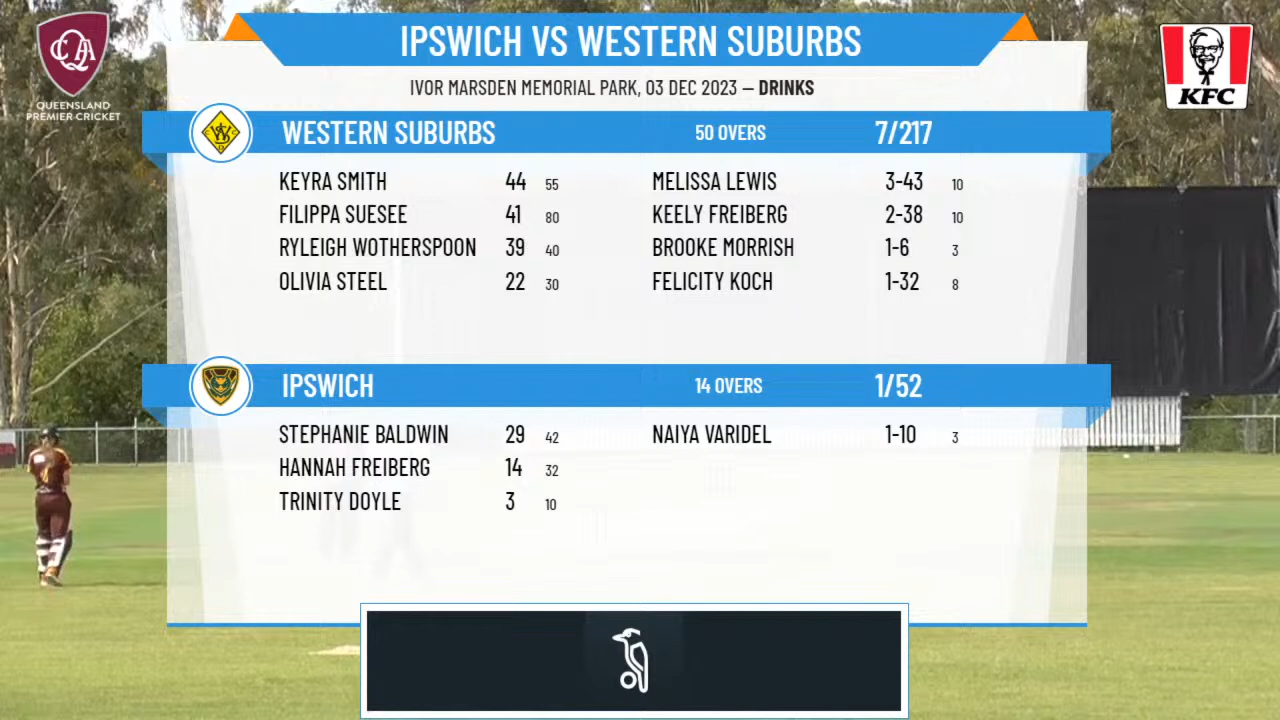 IPSWICH VS WESTERN SUBURBS
IVOR MARSDEN MEMORIAL PARK, 03 DEC 2023 – DRINKS
CQA
QUEENSLAND
PREMIER CRICKET
KFC
WESTERN SUBURBS 50 OVERS 7/217
KEYRA SMITH 44 55 MELISSA LEWIS 3-43 10
FILIPPA SUESEE 41 80 KEELY FREIBERG 2-38 10
RYLEIGH WOTHERSPOON 39 40 BROOKE MORRISH 1-6 3
OLIVIA STEEL 22 30 FELICITY KOCH 1-32 8
IPSWICH 14 OVERS 1/52
STEPHANIE BALDWIN 29 42 NAIYA VARIDEL 1-10 3
HANNAH FREIBERG 14 32
TRINITY DOYLE 3 10